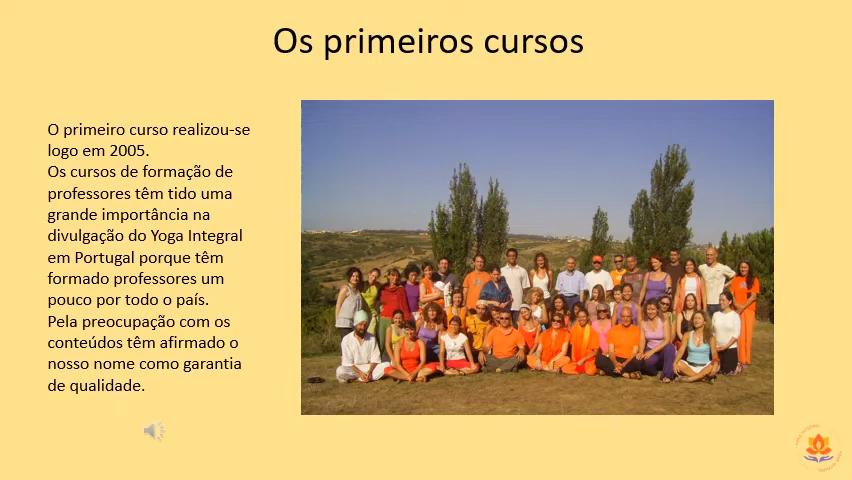 Os primeiros cursos
O primeiro curso realizou-se
logo em 2005.
Os cursos de formação de
professores têm tido uma
grande importância na
divulgação do Yoga Integral
em Portugal porque têm
formado professores um
pouco por todo o país.
Pela preocupação com os
conteúdos têm afirmado o
nosso nome como garantia
de qualidade.